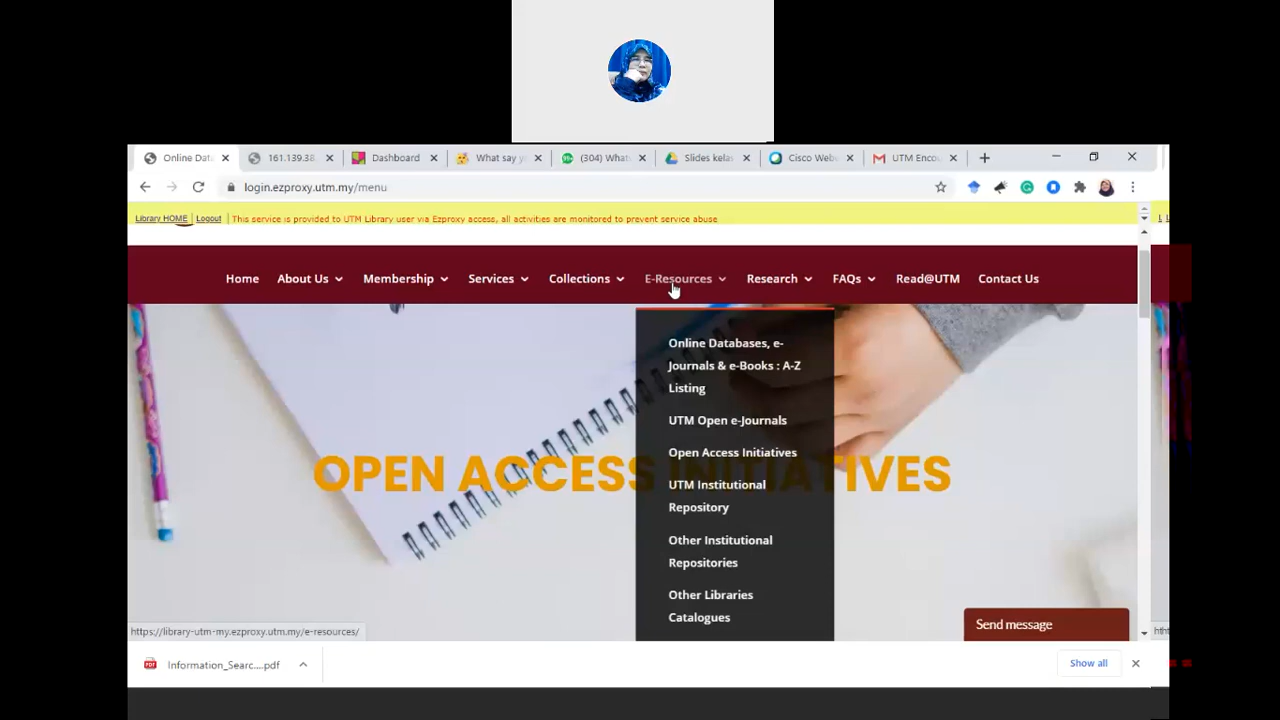 Online Data
161.139.38.
Dashboard
What say y
(304) Whats
Slides kelas
Cisco Webe
UTM Enco
login.ezproxy.utm.my/menu
Library HOME | Logout | This service is provided to UTM Library user via Ezproxy access, all activities are monitored to prevent service abuse
Home
About Us
Membership
Services
Collections
E-Resources
Research
FAQs
Read@UTM
Contact Us
Online Databases, e-
Journals & e-Books : A-Z
Listing
UTM Open e-Journals
Open Access Initiatives
UTM Institutional
Repository
Other Institutional
Repositories
Other Libraries
Catalogues
OPEN ACCESS INITIATIVES
Send message
https://library-utm-my.ezproxy.utm.my/e-resources/
PDF
Information_Searc....pdf
Show all